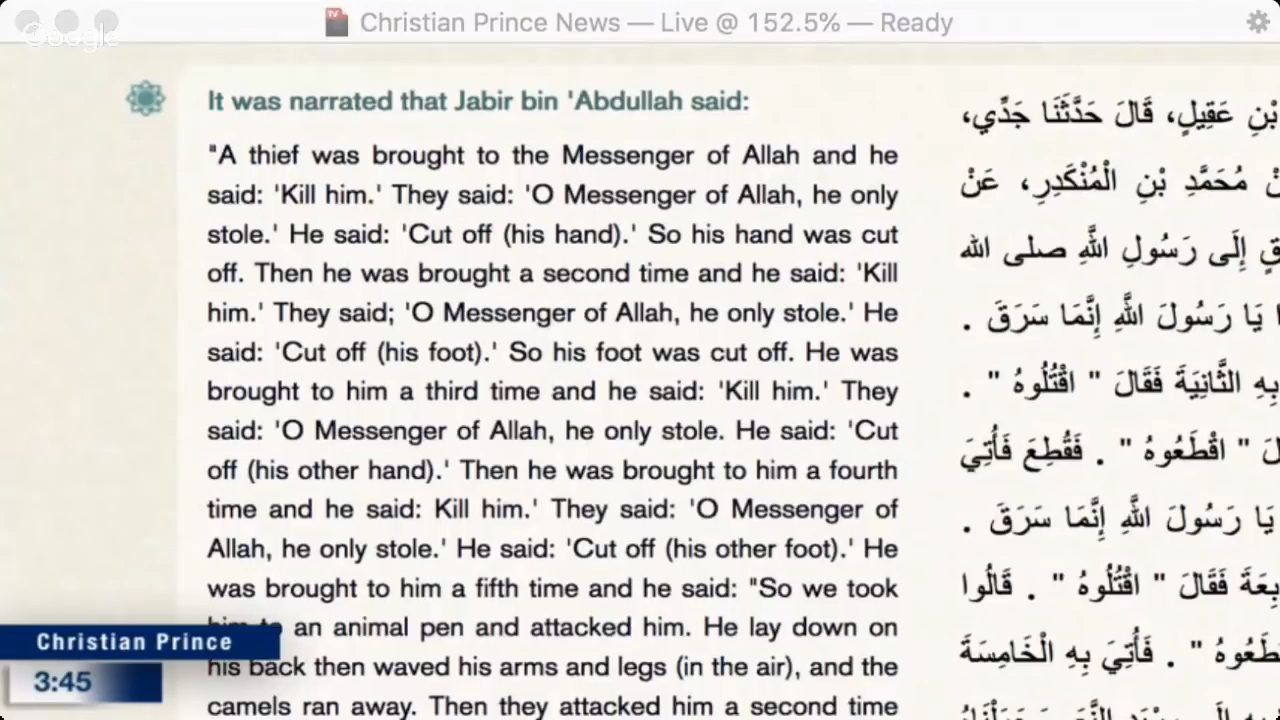 Google
Christian Prince News — Live @ 152.5% — Ready
It was narrated that Jabir bin 'Abdullah said:
"A thief was brought to the Messenger of Allah and he
said: 'Kill him.' They said: 'O Messenger of Allah, he only
stole.' He said: 'Cut off (his hand).' So his hand was cut
off. Then he was brought a second time and he said: 'Kill
him.' They said; 'O Messenger of Allah, he only stole.' He
said: 'Cut off (his foot).' So his foot was cut off. He was
brought to him a third time and he said: 'Kill him.' They
said: 'O Messenger of Allah, he only stole. He said: 'Cut
off (his other hand).' Then he was brought to him a fourth
time and he said: Kill him.' They said: 'O Messenger of
Allah, he only stole.' He said: 'Cut off (his other foot).' He
was brought to him a fifth time and he said: "So we took
an animal pen and attacked him. He lay down on
his back then waved his arms and legs (in the air), and the
camels ran away. Then they attacked him a second time
بْنِ عَقِيلٍ، قَالَ حَدَّثَنَا جَدِّي،
مُحَمَّدِ بْنِ الْمُنْكَدِرِ، عَنْ
إِلَى رَسُولِ اللَّهِ صلى الله
يَا رَسُولَ اللَّهِ إِنَّمَا سَرَقَ .
بِهِ الثَّانِيَةَ فَقَالَ " اقْتُلُوهُ " .
" اقْطَعُوهُ " . فَقُطِعَ فَأُتِيَ
يَا رَسُولَ اللَّهِ إِنَّمَا سَرَقَ .
فَقَالَ " اقْتُلُوهُ " . قَالُوا
" . فَأُتِيَ بِهِ الْخَامِسَةَ
Christian Prince
3:45